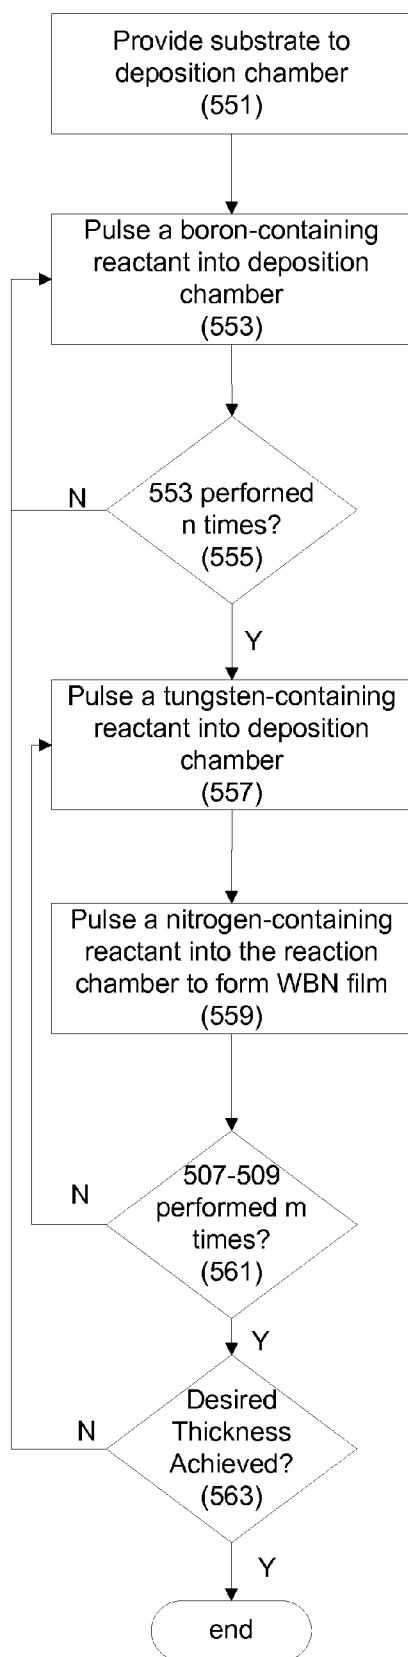 Provide substrate to
deposition chamber
(551)
Pulse a boron-containing
reactant into deposition
chamber
(553)
553 perforned
n times?
(555)
N
Y
Pulse a tungsten-containing
reactant into deposition
chamber
(557)
Pulse a nitrogen-containing
reactant into the reaction
chamber to form WBN film
(559)
507-509
performed m
times?
(561)
N
Y
Desired
Thickness
Achieved?
(563)
N
Y
end